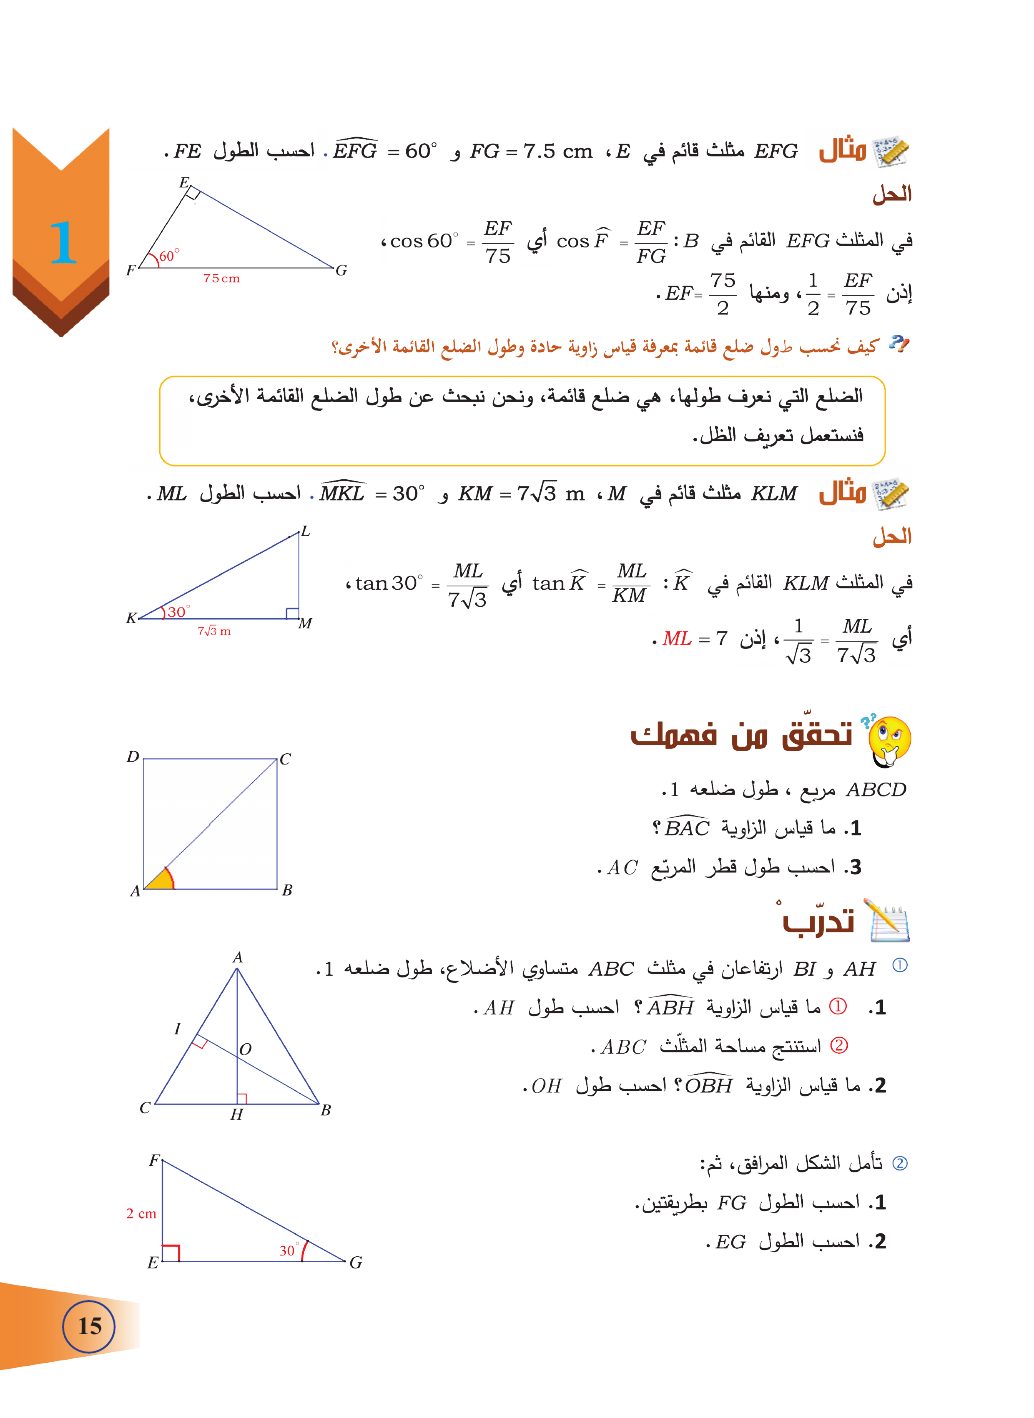 1
مثال EFG مثلث قائم في E ، FG = 7.5 cm و EFG = 60° . احسب الطول FE .
الحل
في المثلث EFG القائم في B : cos F = EF/FG أي cos 60° = EF/75 ،
إذن 1/2 = EF/75 ، ومنها EF= 75/2 .
E
60°
F
75cm
G
كيف نحسب طول ضلع قائمة بمعرفة قياس زاوية حادة وطول الضلع القائمة الأخرى؟
الضلع التي نعرف طولها، هي ضلع قائمة، ونحن نبحث عن طول الضلع القائمة الأخرى،
فنستعمل تعريف الظل.
مثال KLM مثلث قائم في M ، KM = 7√3 m و MKL = 30° . احسب الطول ML .
الحل
في المثلث KLM القائم في K : tan K = ML/KM أي tan 30° = ML/7√3 ،
أي 1/√3 = ML/7√3 ، إذن ML = 7 .
L
K
30°
7√3 m
M
تحقّق من فهمك
ABCD مربع ، طول ضلعه 1.
1. ما قياس الزاوية BAC ؟
3. احسب طول قطر المربّع AC .
D
C
A
B
تدرّبْ
① AH و BI ارتفاعان في مثلث ABC متساوي الأضلاع، طول ضلعه 1.
1. ① ما قياس الزاوية ABH ؟ احسب طول AH .
② استنتج مساحة المثلّث ABC .
2. ما قياس الزاوية OBH ؟ احسب طول OH .
A
I
O
C
H
B
② تأمل الشكل المرافق، ثم:
1. احسب الطول FG بطريقتين.
2. احسب الطول EG .
F
2 cm
30°
E
G
15